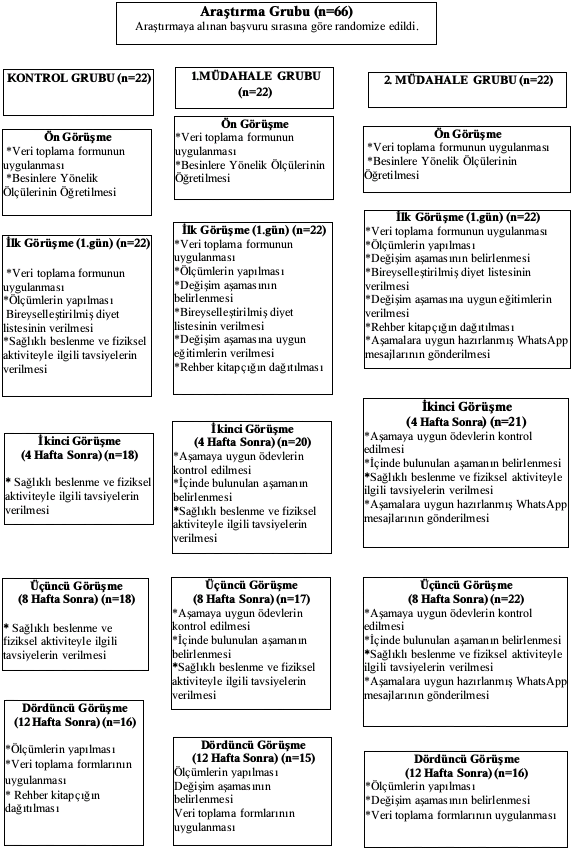 Araştırma Grubu (n=66)
Araştırmaya alınan başvuru sırasına göre randomize edildi.
KONTROL GRUBU (n=22)
1.MÜDAHALE GRUBU
(n=22)
2. MÜDAHALE GRUBU (n=22)
Ön Görüşme
*Veri toplama formunun
uygulanması
*Besinlere Yönelik
Ölçülerinin Öğretilmesi
Ön Görüşme
*Veri toplama formunun
uygulanması
*Besinlere Yönelik Ölçülerinin
Öğretilmesi
Ön Görüşme
*Veri toplama formunun uygulanması
*Besinlere Yönelik Ölçülerinin
Öğretilmesi
İlk Görüşme (1.gün) (n=22)
*Veri toplama formunun
uygulanması
*Ölçümlerin yapılması
Bireyselleştirilmiş diyet
listesinin verilmesi
*Sağlıklı beslenme ve fiziksel
aktiviteyle ilgili tavsiyelerin
verilmesi
İlk Görüşme (1.gün) (n=22)
*Veri toplama formunun
uygulanması
*Ölçümlerin yapılması
*Değişim aşamasının
belirlenmesi
*Bireyselleştirilmiş diyet
listesinin verilmesi
*Değişim aşamasına uygun
eğitimlerin verilmesi
*Rehber kitapçığın dağıtılması
İlk Görüşme (1.gün) (n=22)
*Veri toplama formunun uygulanması
*Ölçümlerin yapılması
*Değişim aşamasının belirlenmesi
*Bireyselleştirilmiş diyet listesinin
verilmesi
*Değişim aşamasına uygun eğitimlerin
verilmesi
*Rehber kitapçığın dağıtılması
*Aşamalara uygun hazırlanmış WhatsApp
mesajlarının gönderilmesi
İkinci Görüşme
(4 Hafta Sonra) (n=18)
* Sağlıklı beslenme ve fiziksel
aktiviteyle ilgili tavsiyelerin
verilmesi
İkinci Görüşme
(4 Hafta Sonra) (n=20)
*Aşamaya uygun ödevlerin
kontrol edilmesi
*İçinde bulunulan aşamanın
belirlenmesi
*Sağlıklı beslenme ve fiziksel
aktiviteyle ilgili tavsiyelerin
verilmesi
İkinci Görüşme
(4 Hafta Sonra) (n=21)
*Aşamaya uygun ödevlerin kontrol
edilmesi
*İçinde bulunulan aşamanın belirlenmesi
*Sağlıklı beslenme ve fiziksel aktiviteyle
ilgili tavsiyelerin verilmesi
*Aşamalara uygun hazırlanmış WhatsApp
mesajlarının gönderilmesi
Üçüncü Görüşme
(8 Hafta Sonra) (n=18)
* Sağlıklı beslenme ve
fiziksel aktiviteyle ilgili
tavsiyelerin verilmesi
Üçüncü Görüşme
(8 Hafta Sonra) (n=17)
*Aşamaya uygun ödevlerin
kontrol edilmesi
*İçinde bulunulan aşamanın
belirlenmesi
*Sağlıklı beslenme ve fiziksel
aktiviteyle ilgili tavsiyelerin
verilmesi
Üçüncü Görüşme
(8 Hafta Sonra) (n=22)
*Aşamaya uygun ödevlerin kontrol
edilmesi
*İçinde bulunulan aşamanın belirlenmesi
*Sağlıklı beslenme ve fiziksel aktiviteyle
ilgili tavsiyelerin verilmesi
*Aşamalara uygun hazırlanmış WhatsApp
mesajlarının gönderilmesi
Dördüncü Görüşme
(12 Hafta Sonra) (n=16)
*Ölçümlerin yapılması
*Veri toplama formlarının
uygulanması
* Rehber kitapçığın
dağıtılması
Dördüncü Görüşme
(12 Hafta Sonra) (n=15)
Ölçümlerin yapılması
Değişim aşamasının
belirlenmesi
Veri toplama formlarının
uygulanması
Dördüncü Görüşme
(12 Hafta Sonra) (n=16)
*Ölçümlerin yapılması
*Değişim aşamasının belirlenmesi
*Veri toplama formlarının uygulanması